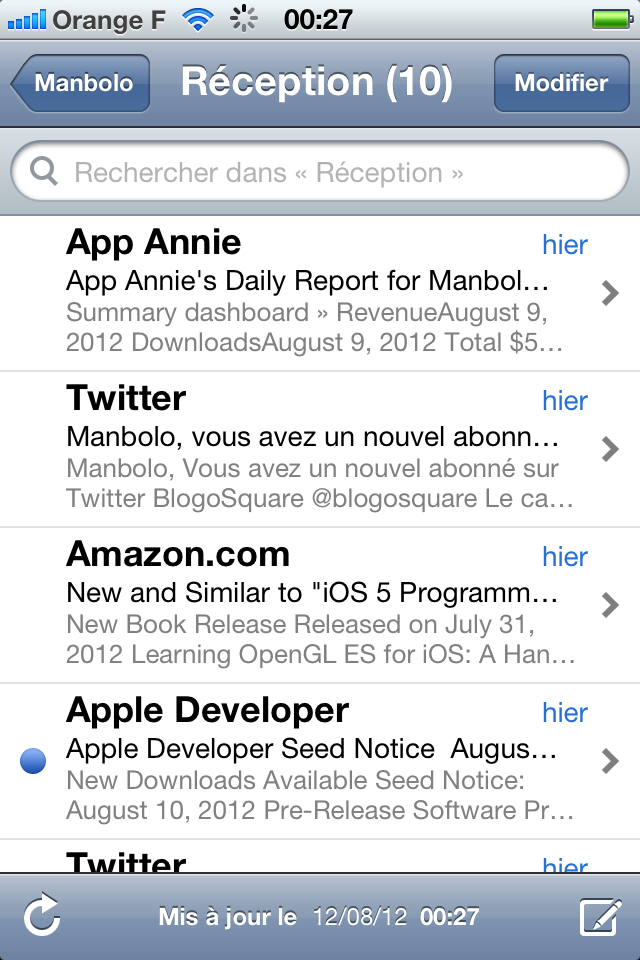 Orange F 00:27
Manbolo Réception (10) Modifier
Rechercher dans « Réception »
App Annie hier
App Annie's Daily Report for Manbol…
Summary dashboard » RevenueAugust 9,
2012 DownloadsAugust 9, 2012 Total $5…
Twitter hier
Manbolo, vous avez un nouvel abonn…
Manbolo, Vous avez un nouvel abonné sur
Twitter BlogoSquare @blogosquare Le ca…
Amazon.com hier
New and Similar to "iOS 5 Programm…
New Book Release Released on July 31,
2012 Learning OpenGL ES for iOS: A Han…
Apple Developer hier
Apple Developer Seed Notice  Augus…
New Downloads Available Seed Notice:
August 10, 2012 Pre-Release Software Pr…
Twitter hier
Mis à jour le 12/08/12 00:27